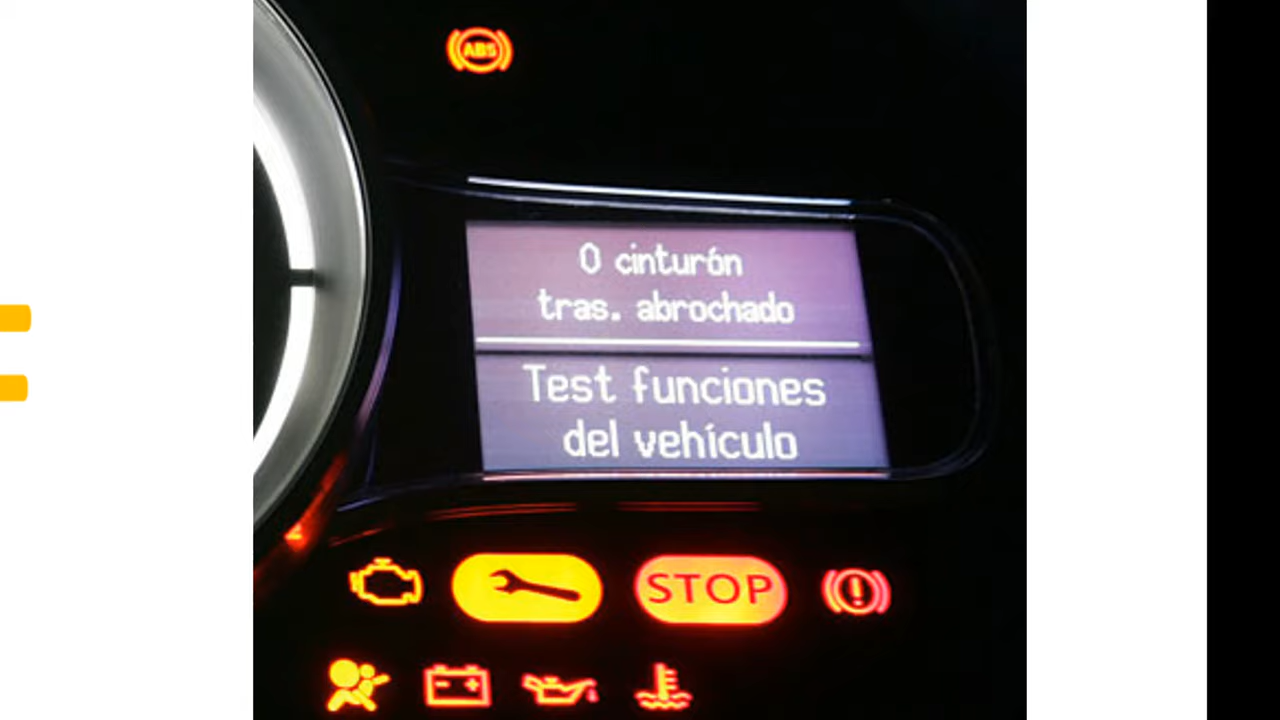 ABS
0 cinturón
tras. abrochado
Test funciones
del vehículo
STOP